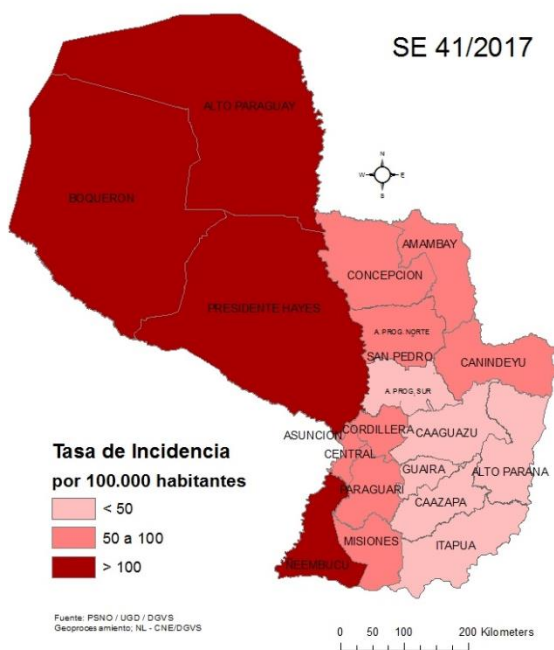 SE 41/2017
ALTO PARAGUAY
N
W E
S
BOQUERON
AMAMBAY
CONCEPCION
PRESIDENTE HAYES
A. PROG. NORTE
SAN PEDRO
CANINDEYU
A. PROG. SUR
CORDILLERA
ASUNCION
CAAGUAZU
CENTRAL
GUAIRA
ALTO PARANA
PARAGUARI
CAAZAPA
MISIONES
ITAPUA
ÑEEMBUCU
Tasa de Incidencia
por 100.000 habitantes
< 50
50 a 100
> 100
Fuente: PSNO / UGD / DGVS
Geoprocesamiento; NL - CNE/DGVS
0 50 100 200 Kilometers